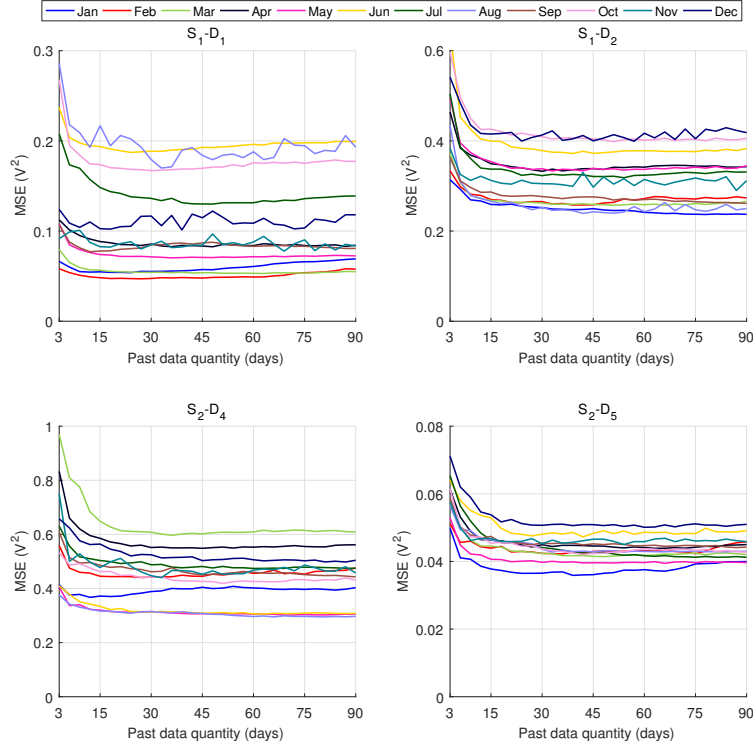 Jan Feb Mar Apr May Jun Jul Aug Sep Oct Nov Dec
S₁-D₁
S₁-D₂
0.3
0.2
0.1
0
MSE (V²)
3 15 30 45 60 75 90
Past data quantity (days)
0.6
0.4
0.2
0
MSE (V²)
3 15 30 45 60 75 90
Past data quantity (days)
S₂-D₄
S₂-D₅
1
0.8
0.6
0.4
0.2
0
MSE (V²)
3 15 30 45 60 75 90
Past data quantity (days)
0.08
0.06
0.04
0.02
0
MSE (V²)
3 15 30 45 60 75 90
Past data quantity (days)